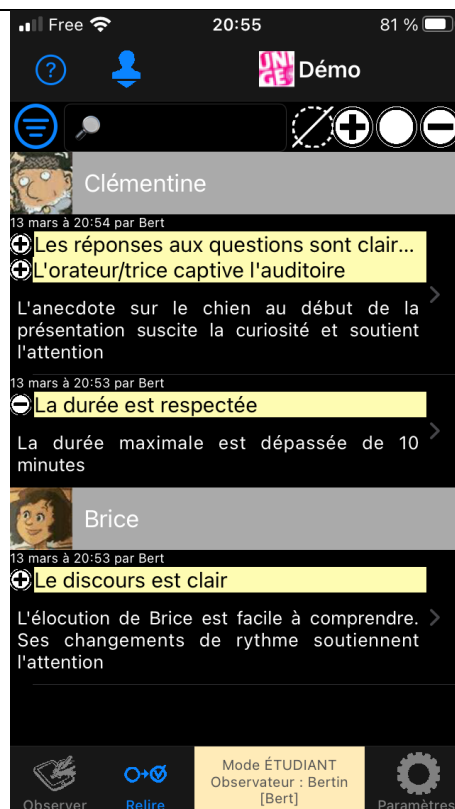 Free 20:55 81 %
? UNI GES Démo
Clémentine
13 mars à 20:54 par Bert
Les réponses aux questions sont clair...
L'orateur/trice captive l'auditoire
L'anecdote sur le chien au début de la
présentation suscite la curiosité et soutient
l'attention
13 mars à 20:53 par Bert
La durée est respectée
La durée maximale est dépassée de 10
minutes
Brice
13 mars à 20:53 par Bert
Le discours est clair
L'élocution de Brice est facile à comprendre.
Ses changements de rythme soutiennent
l'attention
Mode ÉTUDIANT
Observateur : Bertin
[Bert]
Observer Relire Paramètres